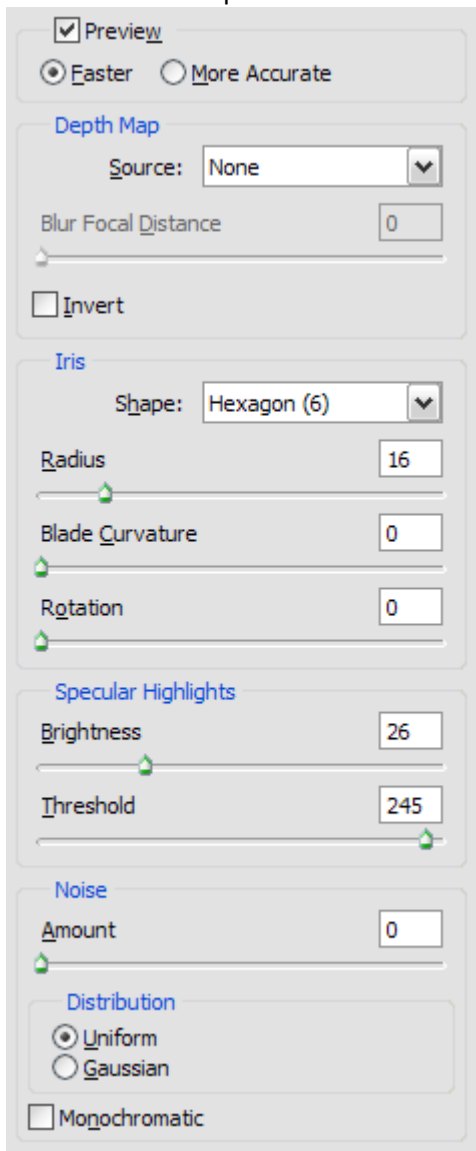 Preview
Faster More Accurate
Depth Map
Source: None
Blur Focal Distance 0
Invert
Iris
Shape: Hexagon (6)
Radius 16
Blade Curvature 0
Rotation 0
Specular Highlights
Brightness 26
Threshold 245
Noise
Amount 0
Distribution
Uniform
Gaussian
Monochromatic